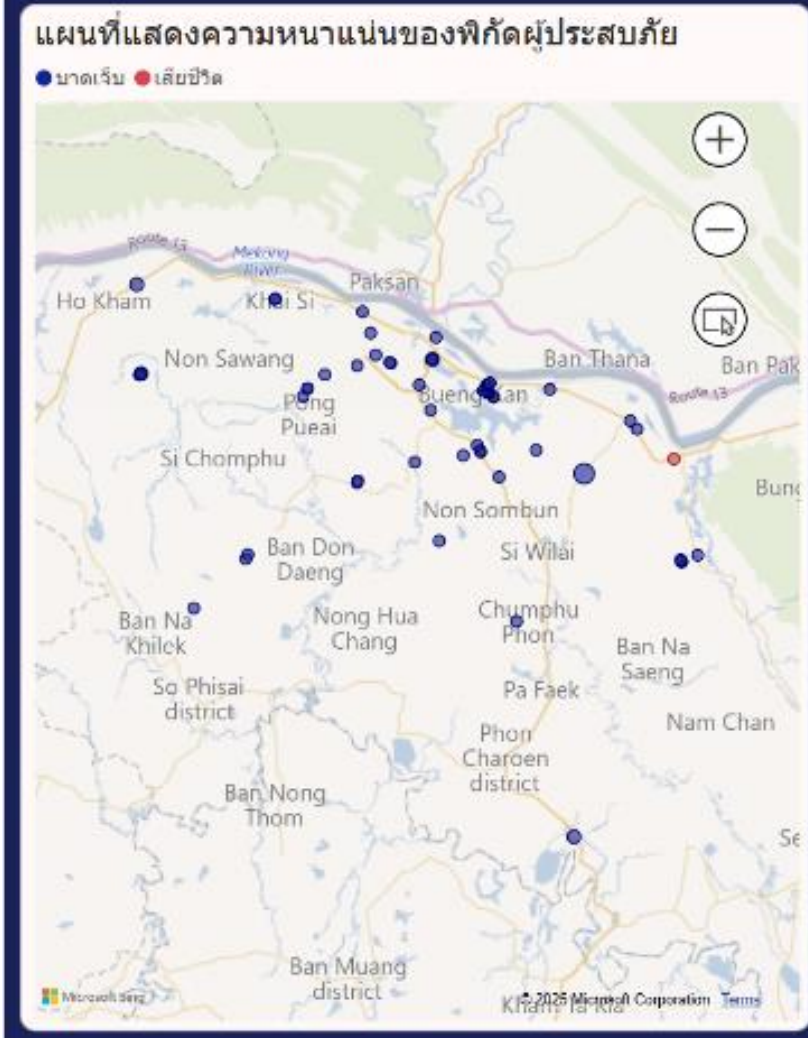 แผนที่แสดงความหนาแน่นของพิกัดผู้ประสบภัย
บาดเจ็บ เสียชีวิต
Route 13
Mekong
River
Paksan
Ho Kham
Khai Si
Non Sawang
Ban Thana
Ban Pak
Route 13
Pong
Pueai
Bueng Kan
Si Chomphu
Bung
Non Sombun
Ban Don
Daeng
Si Wilai
Ban Na
Khilek
Nong Hua
Chang
Chumphu
Phon
Ban Na
Saeng
So Phisai
district
Pa Faek
Nam Chan
Phon
Charoen
district
Ban Nong
Thom
Se
Ban Muang
district
Microsoft Bing
© 2025 Microsoft Corporation Terms